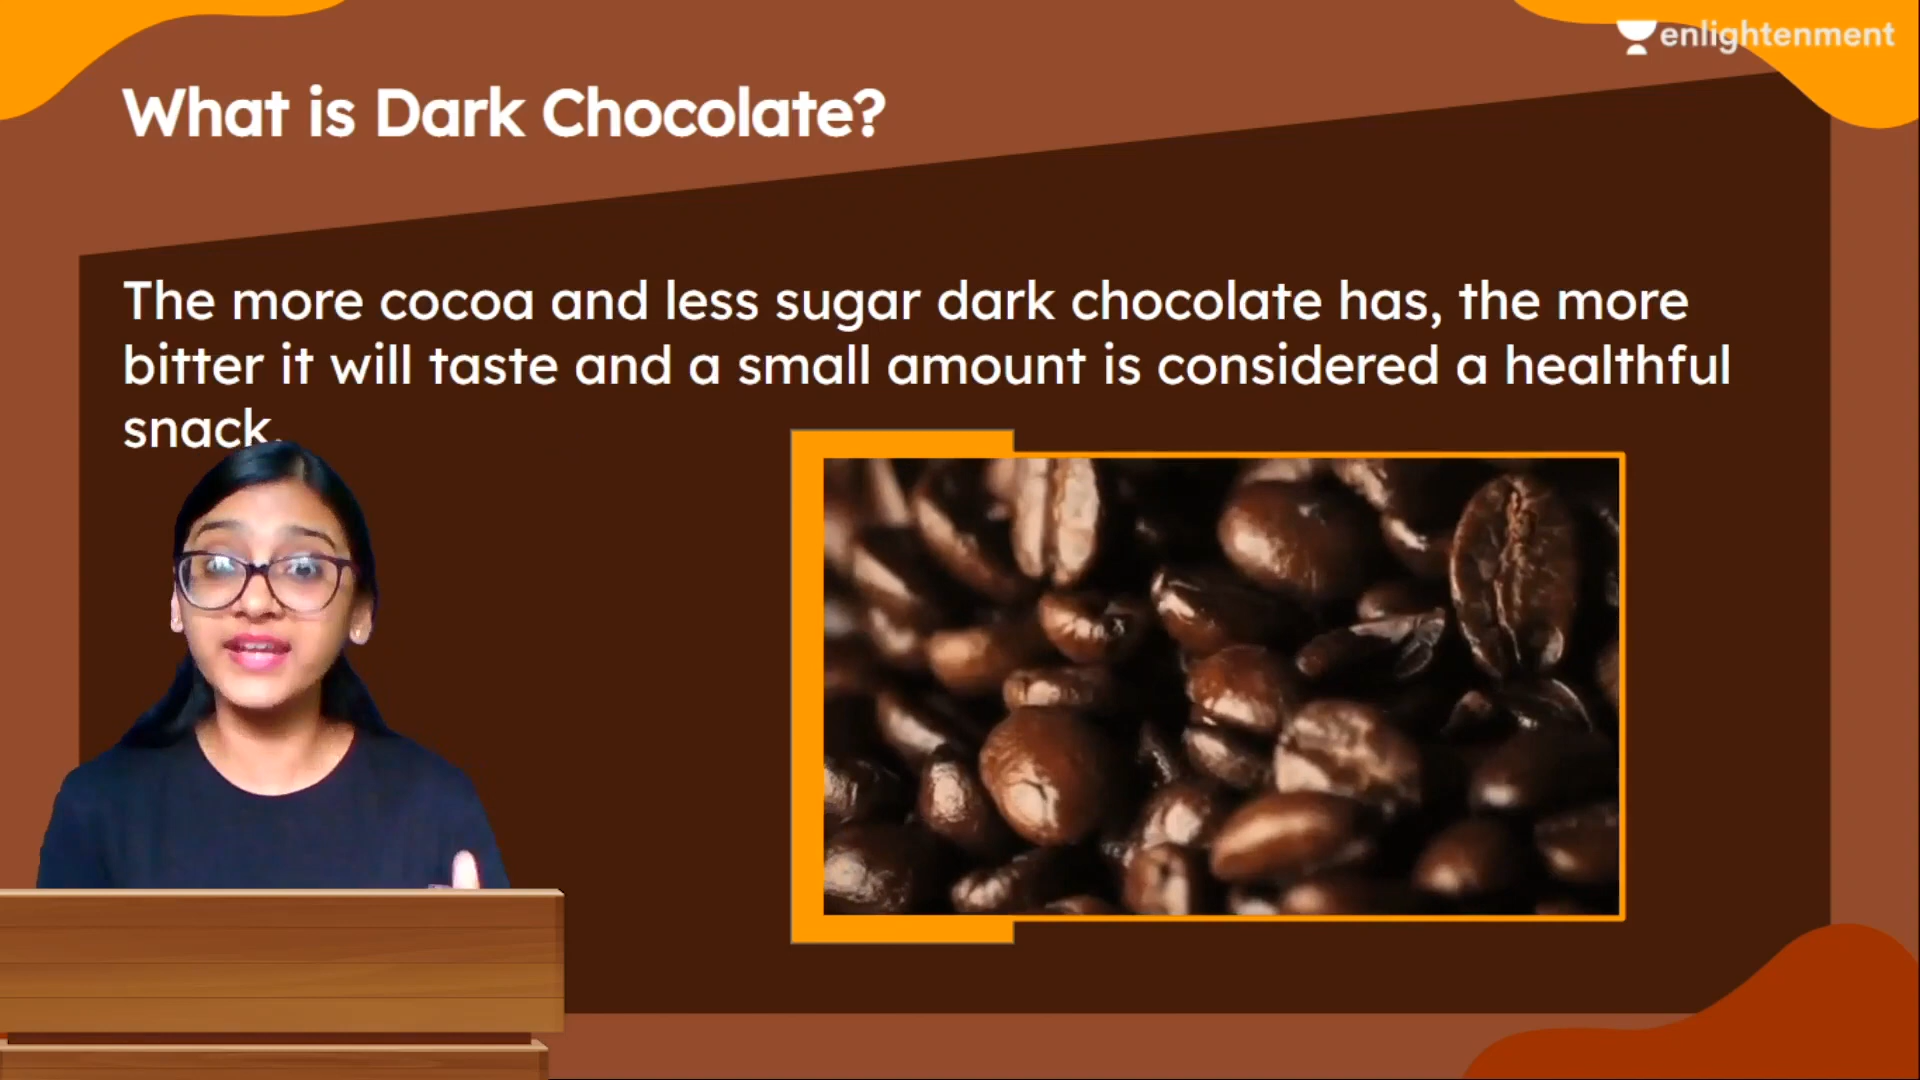 enlightenment
What is Dark Chocolate?
The more cocoa and less sugar dark chocolate has, the more
bitter it will taste and a small amount is considered a healthful
snack.